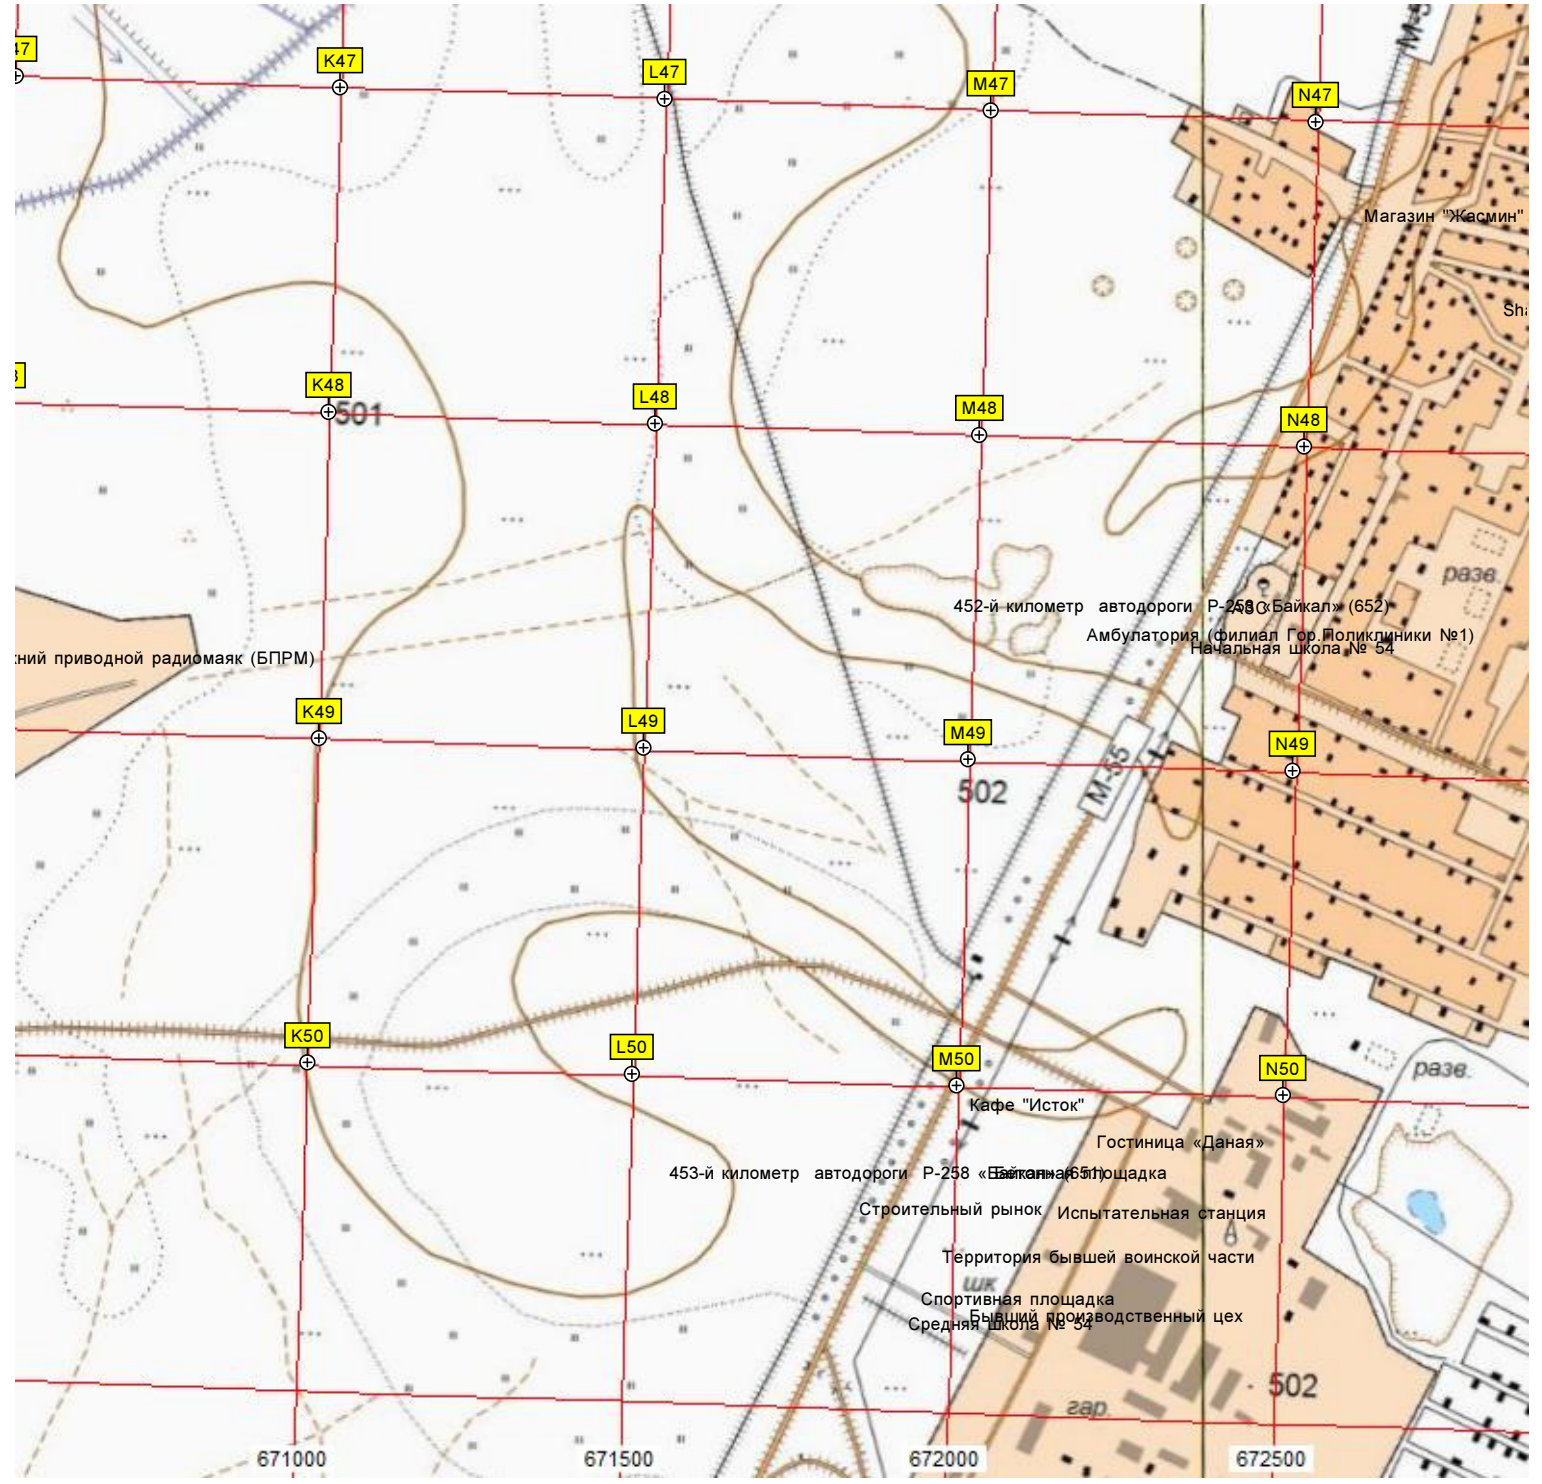 47
K47
L47
M47
N47
М-5
Магазин "Жасмин"
Sha
K48
501
L48
M48
N48
разв.
452-й километр автодороги Р-258 «Байкал» (652)
АЗС
Амбулатория (филиал Гор.Поликлиники №1)
Начальная школа № 54
жний приводной радиомаяк (БПРМ)
K49
L49
M49
N49
М-55
502
K50
L50
M50
N50
разв.
Кафе "Исток"
Гостиница «Даная»
453-й километр автодороги Р-258 «Байкал» (651)
площадка
Строительный рынок
Испытательная станция
Территория бывшей воинской части
шк.
Спортивная площадка
Бывший производственный цех
Средняя школа № 54
502
гар.
671000
671500
672000
672500